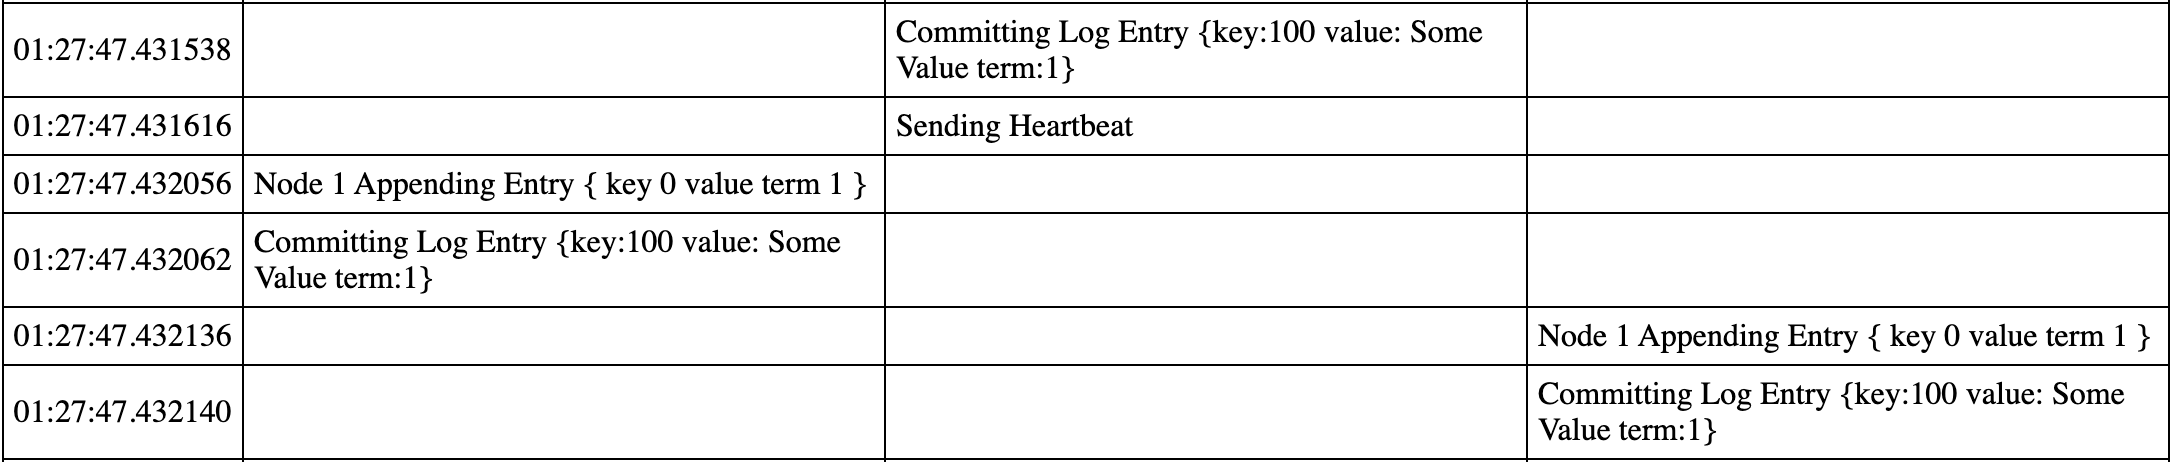 01:27:47.431538
Committing Log Entry {key:100 value: Some
Value term:1}
01:27:47.431616
Sending Heartbeat
01:27:47.432056
Node 1 Appending Entry { key 0 value term 1 }
01:27:47.432062
Committing Log Entry {key:100 value: Some
Value term:1}
01:27:47.432136
Node 1 Appending Entry { key 0 value term 1 }
01:27:47.432140
Committing Log Entry {key:100 value: Some
Value term:1}